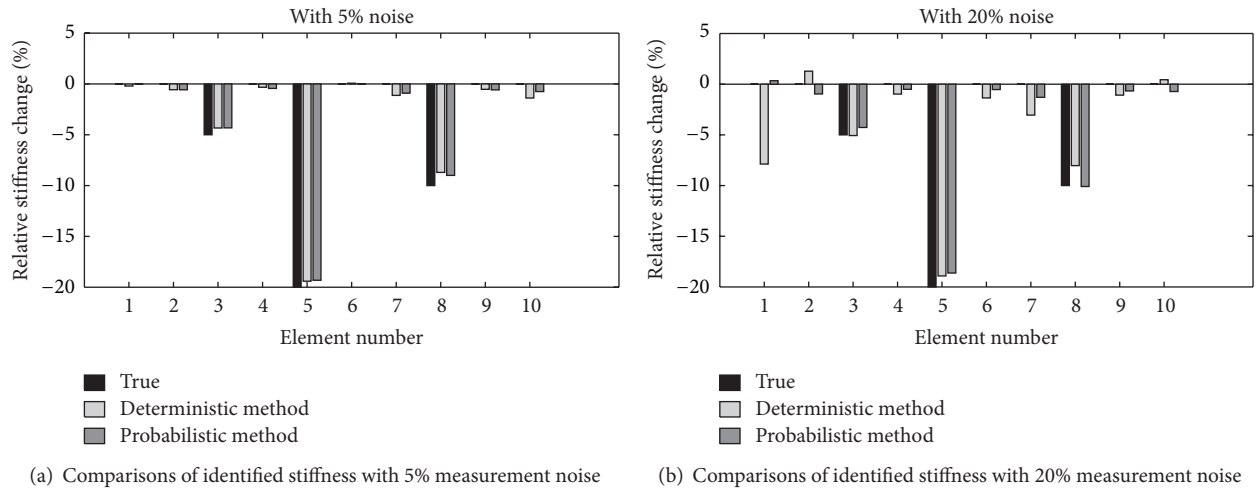 With 5% noise
5
0
−5
−10
−15
−20
Relative stiffness change (%)
1 2 3 4 5 6 7 8 9 10
Element number
True
Deterministic method
Probabilistic method
(a) Comparisons of identified stiffness with 5% measurement noise
With 20% noise
5
0
−5
−10
−15
−20
Relative stiffness change (%)
1 2 3 4 5 6 7 8 9 10
Element number
True
Deterministic method
Probabilistic method
(b) Comparisons of identified stiffness with 20% measurement noise